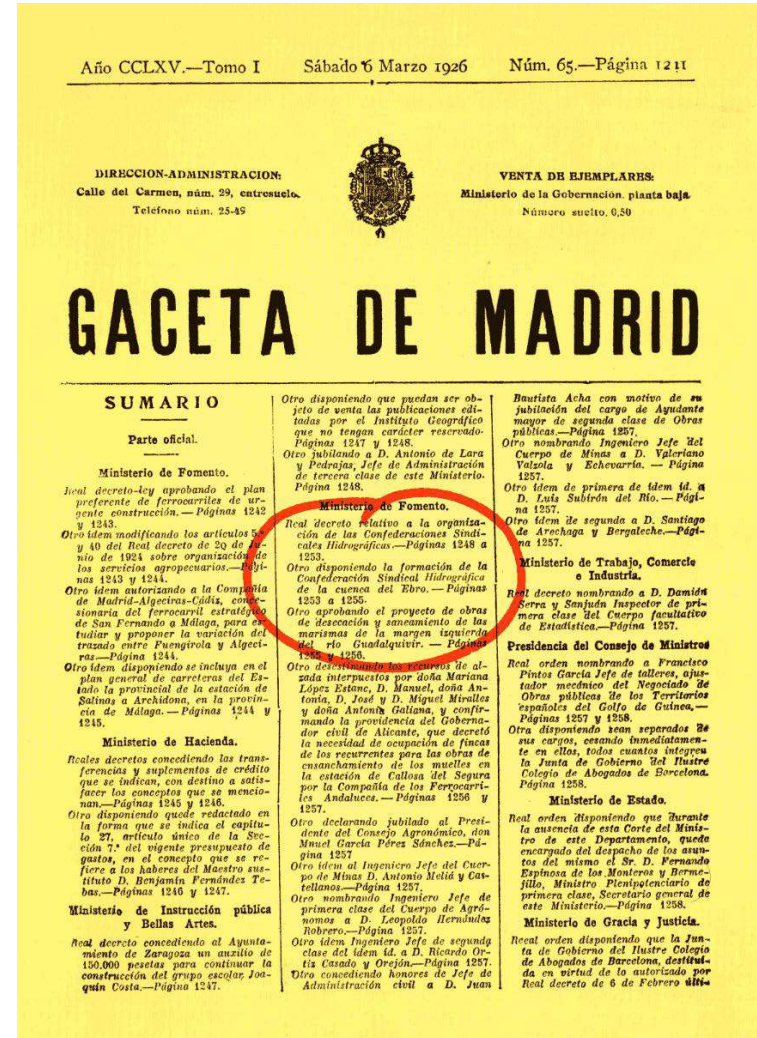 Año CCLXV.—Tomo I
Sábado 6 Marzo 1926
Núm. 65.—Página 1211
DIRECCION-ADMINISTRACION:
Calle del Carmen, núm. 29, entresuelo.
Teléfono núm. 25-49
VENTA DE EJEMPLARES:
Ministerio de la Gobernación, planta baja.
Número suelto, 0,50
GACETA DE MADRID
SUMARIO
Parte oficial.
Ministerio de Fomento.
Real decreto-ley aprobando el plan
preferente de ferrocarriles de ur-
gente construcción.—Páginas 1242
y 1243.
Otro idem modificando los artículos 5.º
y 40 del Real decreto de 20 de Ju-
nio de 1924 sobre organización de
los servicios agropecuarios.—Pági-
nas 1243 y 1244.
Otro idem autorizando a la Compañía
de Madrid-Algeciras-Cádiz, conce-
sionaria del ferrocarril estratégico
de San Fernando a Málaga, para es-
tudiar y proponer la variación del
trazado entre Fuengirola y Algeci-
ras—Página 1244.
Otro idem disponiendo se incluya en el
plan general de carreteras del Es-
tado la provincial de la estación de
Salinas a Archidona, en la provin-
cia de Málaga.—Páginas 1244 y
1245.
Ministerio de Hacienda.
Reales decretos concediendo las trans-
ferencias y suplementos de crédito
que se indican, con destino a satis-
facer los conceptos que se mencio-
nan.—Páginas 1245 y 1246.
Otro disponiendo quede redactado en
la forma que se indica el capítu-
lo 27, artículo único de la Sec-
ción 7.ª del vigente presupuesto de
gastos, en el concepto que se re-
fiere a los haberes del Maestro sus-
tituto D. Benjamín Fernández Te-
bas.—Páginas 1246 y 1247.
Ministerio de Instrucción pública
y Bellas Artes.
Real decreto concediendo al Ayunta-
miento de Zaragoza un auxilio de
150.000 pesetas para continuar la
construcción del grupo escolar, Joa-
quín Costa.—Página 1247.
Otro disponiendo que puedan ser ob-
jeto de venta las publicaciones edi-
tadas por el Instituto Geográfico
que no tengan carácter reservado-
Páginas 1247 y 1248.
Otro jubilando a D. Antonio de Lara
y Pedrajas, Jefe de Administración
de tercera clase de este Ministerio.
Página 1248.
Ministerio de Fomento.
Real decreto relativo a la organiza-
ción de las Confederaciones Sindi-
cales Hidrográficas.—Páginas 1248 a
1253.
Otro disponiendo la formación de la
Confederación Sindical Hidrográfica
de la cuenca del Ebro.—Páginas
1253 a 1255.
Otro aprobando el proyecto de obras
de desecación y saneamiento de las
marismas de la margen izquierda
del río Guadalquivir. — Páginas
1255 y 1256.
Otro desestimando los recursos de al-
zada interpuestos por doña Mariana
López Estanc, D. Manuel, doña An-
tonia, D. José y D. Miguel Miralles
y doña Antonia Galiana, y confir-
mando la providencia del Goberna-
dor civil de Alicante, que decretó
la necesidad de ocupación de fincas
de los recurrentes para las obras de
ensanchamiento de los muelles en
la estación de Callosa del Segura
por la Compañía de los Ferrocarri-
les Andaluces. — Páginas 1256 y
1257.
Otro declarando jubilado al Presi-
dente del Consejo Agronómico, don
Mnuel García Pérez Sánchez.—Pá-
gina 1257
Otro idem al Ingeniero Jefe del Cuer-
po de Minas D. Antonio Meliá y Cas-
tellanos.—Página 1257.
Otro nombrando Ingeniero Jefe de
primera clase del Cuerpo de Agró-
nomos a D. Leopoldo Hernández
Robrero.—Página 1257.
Otro idem Ingeniero Jefe de segunda
clase del idem id. a D. Ricardo Or-
tiz Casado y Orejón.—Página 1257.
Otro concediendo honores de Jefe de
Administración civil a D. Juan
Bautista Acha con motivo de su
jubilación del cargo de Ayudante
mayor de segunda clase de Obras
públicas.—Página 1257.
Otro nombrando Ingeniero Jefe del
Cuerpo de Minas a D. Valeriano
Valzola y Echevarría. — Página
1257.
Otro idem de primera de idem id. a
D. Luis Subirón del Río.—Pági-
na 1257.
Otro idem de segunda a D. Santiago
de Arechaga y Bergaleche.—Pági-
na 1257.
Ministerio de Trabajo, Comercio
e Industria.
Real decreto nombrando a D. Damián
Serra y Sanjuán Inspector de pri-
mera clase del Cuerpo facultativo
de Estadística.—Página 1257.
Presidencia del Consejo de Ministros
Real orden nombrando a Francisco
Pintos García Jefe de talleres, ajus-
tador mecánico del Negociado de
Obras públicas de los Territorios
españoles del Golfo de Guinea.—
Páginas 1257 y 1258.
Otra disponiendo sean separados de
sus cargos, cesando inmediatamen-
te en ellos, todos cuantos integren
la Junta de Gobierno del Ilustre
Colegio de Abogados de Barcelona.
Página 1258.
Ministerio de Estado.
Real orden disponiendo que durante
la ausencia de esta Corte del Minis-
tro de este Departamento, quede
encargado del despacho de los asun-
tos del mismo el Sr. D. Fernando
Espinosa de los Monteros y Berme-
jillo, Ministro Plenipotenciario de
primera clase, Secretario general de
este Ministerio.—Página 1258.
Ministerio de Gracia y Justicia.
Rceal orden disponiendo que la Jun-
ta de Gobierno del Ilustre Colegio
de Abogados de Barcelona, destituí-
da en virtud de lo autorizado por
Real decreto de 6 de Febrero últi-